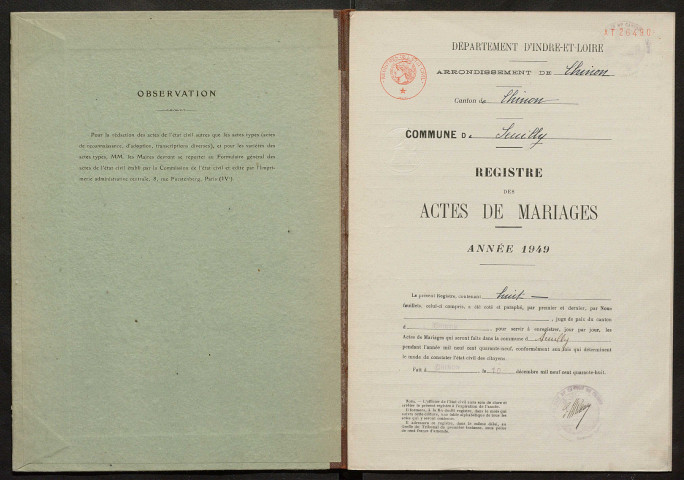 OBSERVATION
Pour la rédaction des actes de l'état civil autres que les actes types (actes
de reconnaissance, d'adoption, transcriptions diverses), et pour les variétés des
actes types, MM. les Maires devront se reporter au Formulaire général des
actes de l'état civil établi par la Commission de l'état civil et édité par l'Impri-
merie administrative centrale, 8, rue Furstenberg, Paris (VIe).
DÉPARTEMENT D'INDRE-ET-LOIRE
ARRONDISSEMENT DE Chinon
Canton de Chinon
COMMUNE De Seuilly
REGISTRE
DES
ACTES DE MARIAGES
ANNÉE 1949
Le présent Registre, contenant huit
feuillets, celui-ci compris, a été coté et paraphé, par premier et dernier, par Nous
, juge de paix du canton
d pour servir à enregistrer, jour par jour, les
Actes de Mariages qui seront faits dans la commune d e Seuilly
pendant l'année mil neuf cent quarante-neuf, conformément aux lois qui déterminent
le mode de constater l'état civil des citoyens.
Fait à le décembre mil neuf cent quarante-huit.